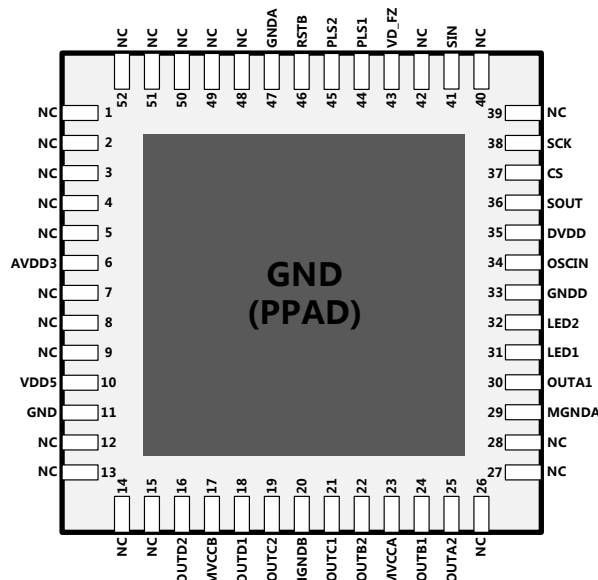 NC
NC
NC
NC
NC
GNDA
RSTB
PLS2
PLS1
VD_FZ
NC
SIN
NC
52
51
50
49
48
47
46
45
44
43
42
41
40
NC 1
NC 2
NC 3
NC 4
NC 5
AVDD3 6
NC 7
NC 8
NC 9
VDD5 10
GND 11
NC 12
NC 13
GND
(PPAD)
39 NC
38 SCK
37 CS
36 SOUT
35 DVDD
34 OSCIN
33 GNDD
32 LED2
31 LED1
30 OUTA1
29 MGNDA
28 NC
27 NC
14
15
16
17
18
19
20
21
22
23
24
25
26
NC
NC
OUTD2
MVCCB
OUTD1
OUTC2
MGNDB
OUTC1
OUTB2
MVCCA
OUTB1
OUTA2
NC